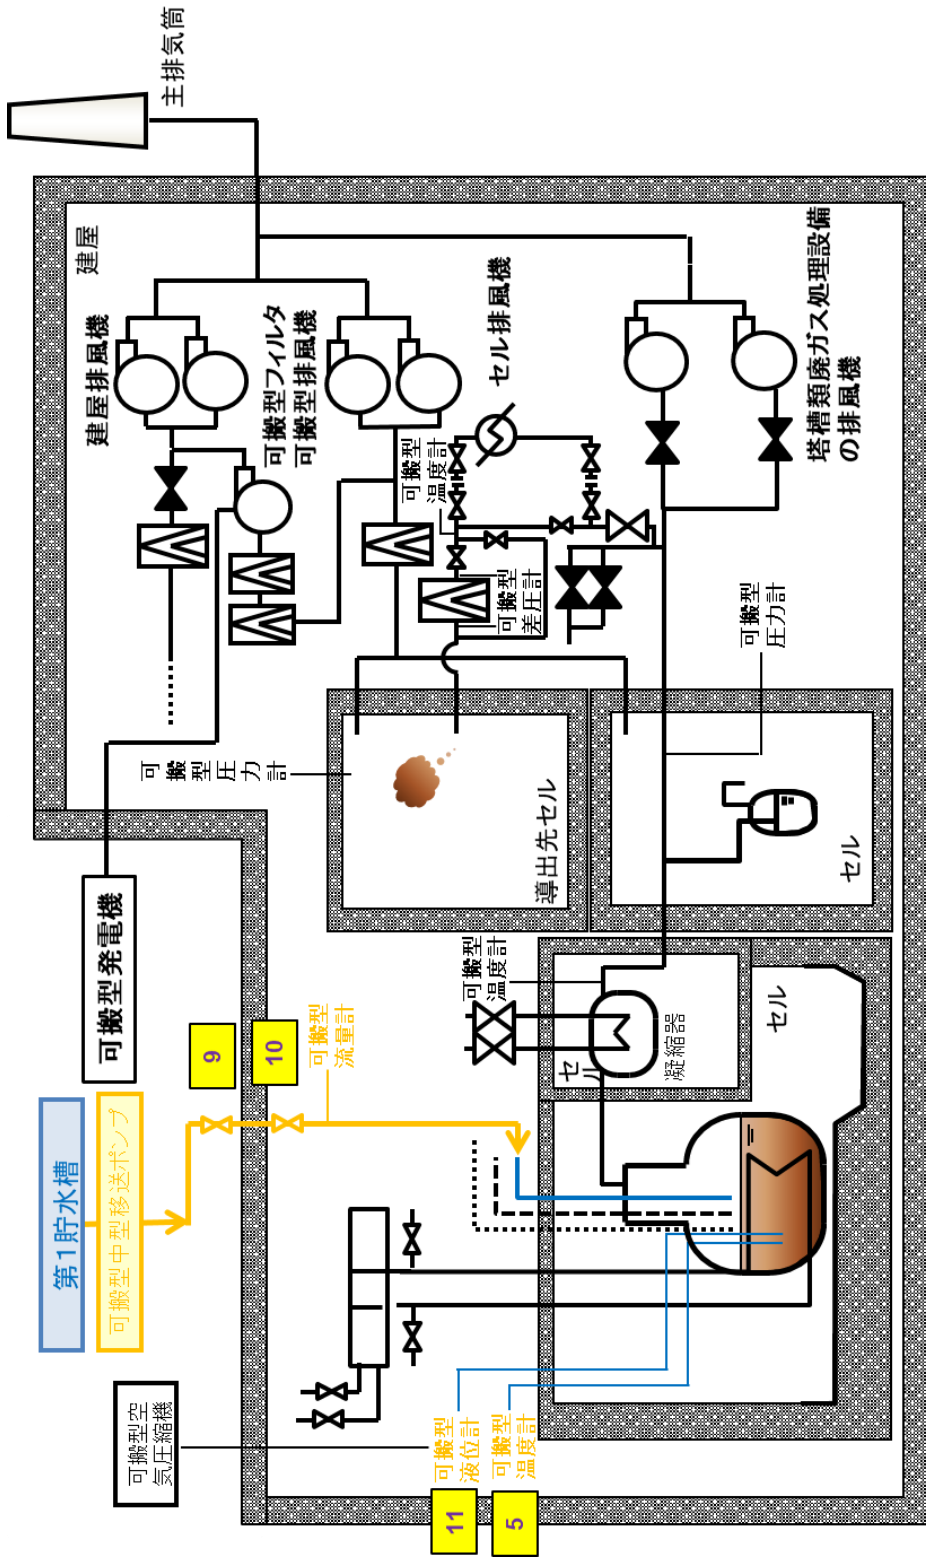 第1貯水槽
可搬型中型移送ポンプ
9
10
可搬型
流量計
可搬型発電機
可搬型空
気圧縮機
11
可搬型
液位計
5
可搬型
温度計
建屋
主排気筒
建屋排風機
可搬型フィルタ
可搬型排風機
セル排風機
塔槽類廃ガス処理設備
の排風機
可搬型
温度計
可搬型
差圧計
可搬型
圧力計
可搬型圧力計
導出先セル
セル
可搬型
温度計
セル
凝縮器
セル